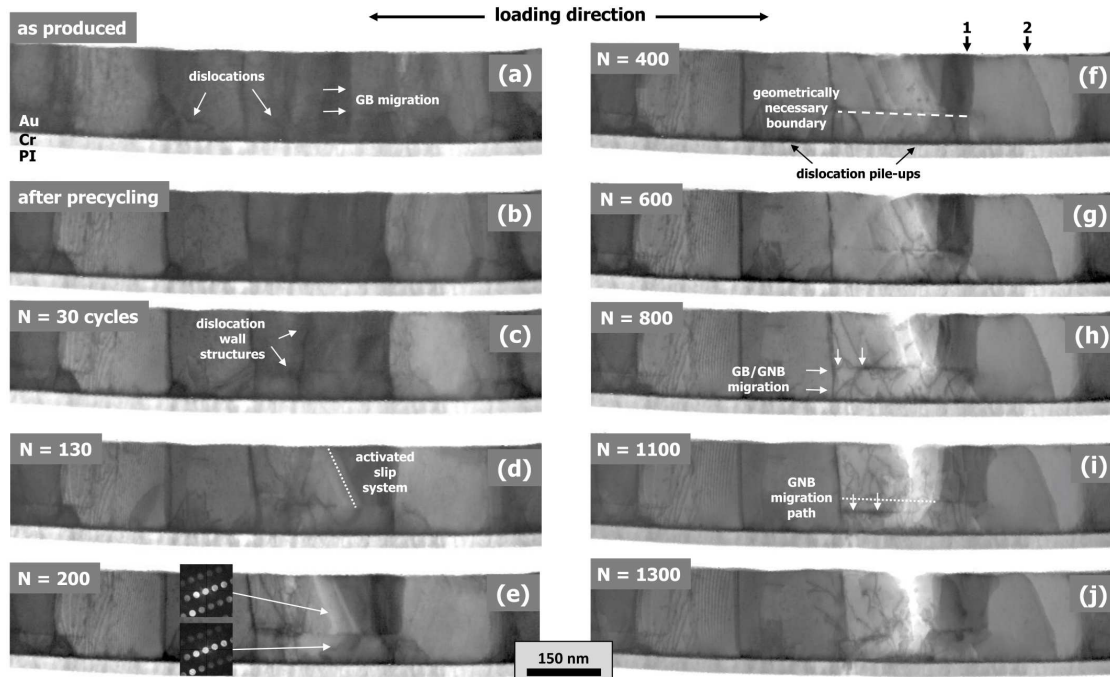 loading direction
as produced
(a)
dislocations
GB migration
Au
Cr
PI
after precycling
(b)
N = 30 cycles
(c)
dislocation
wall
structures
N = 130
(d)
activated
slip
system
N = 200
(e)
150 nm
1 2
N = 400
(f)
geometrically
necessary
boundary
dislocation pile-ups
N = 600
(g)
N = 800
(h)
GB/GNB
migration
N = 1100
(i)
GNB
migration
path
N = 1300
(j)